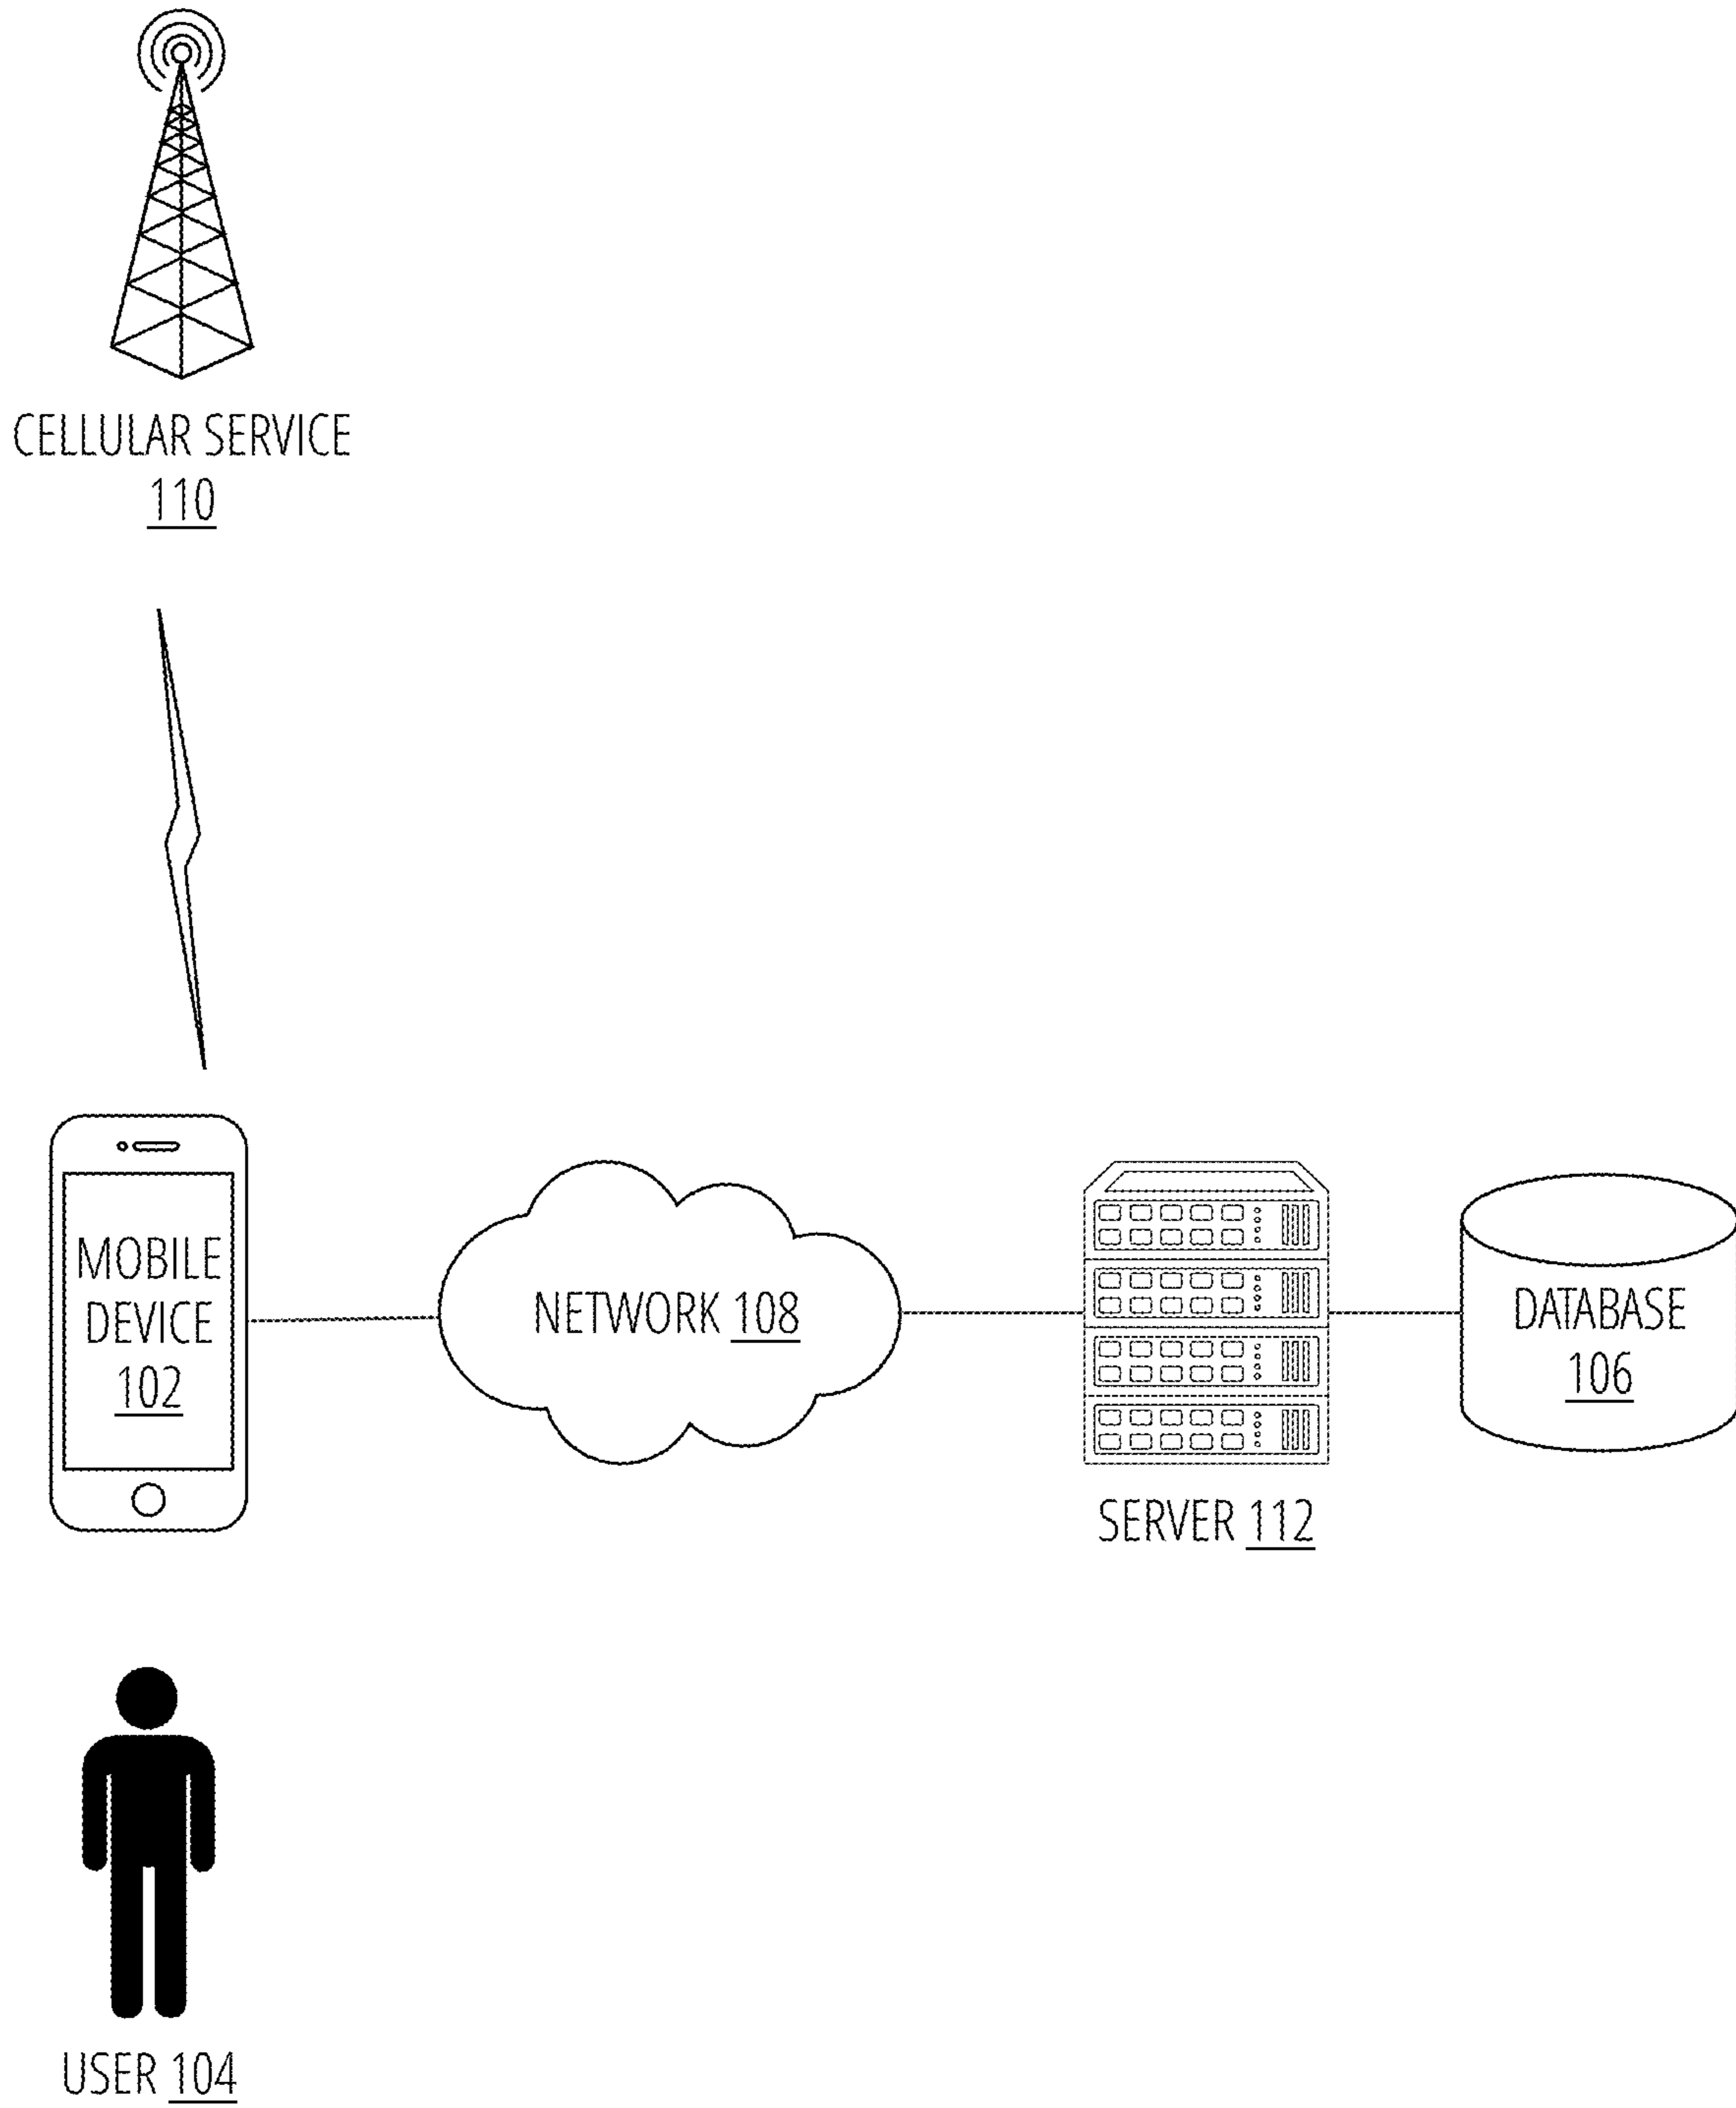 CELLULAR SERVICE
110
MOBILE
DEVICE
102
NETWORK 108
SERVER 112
DATABASE
106
USER 104